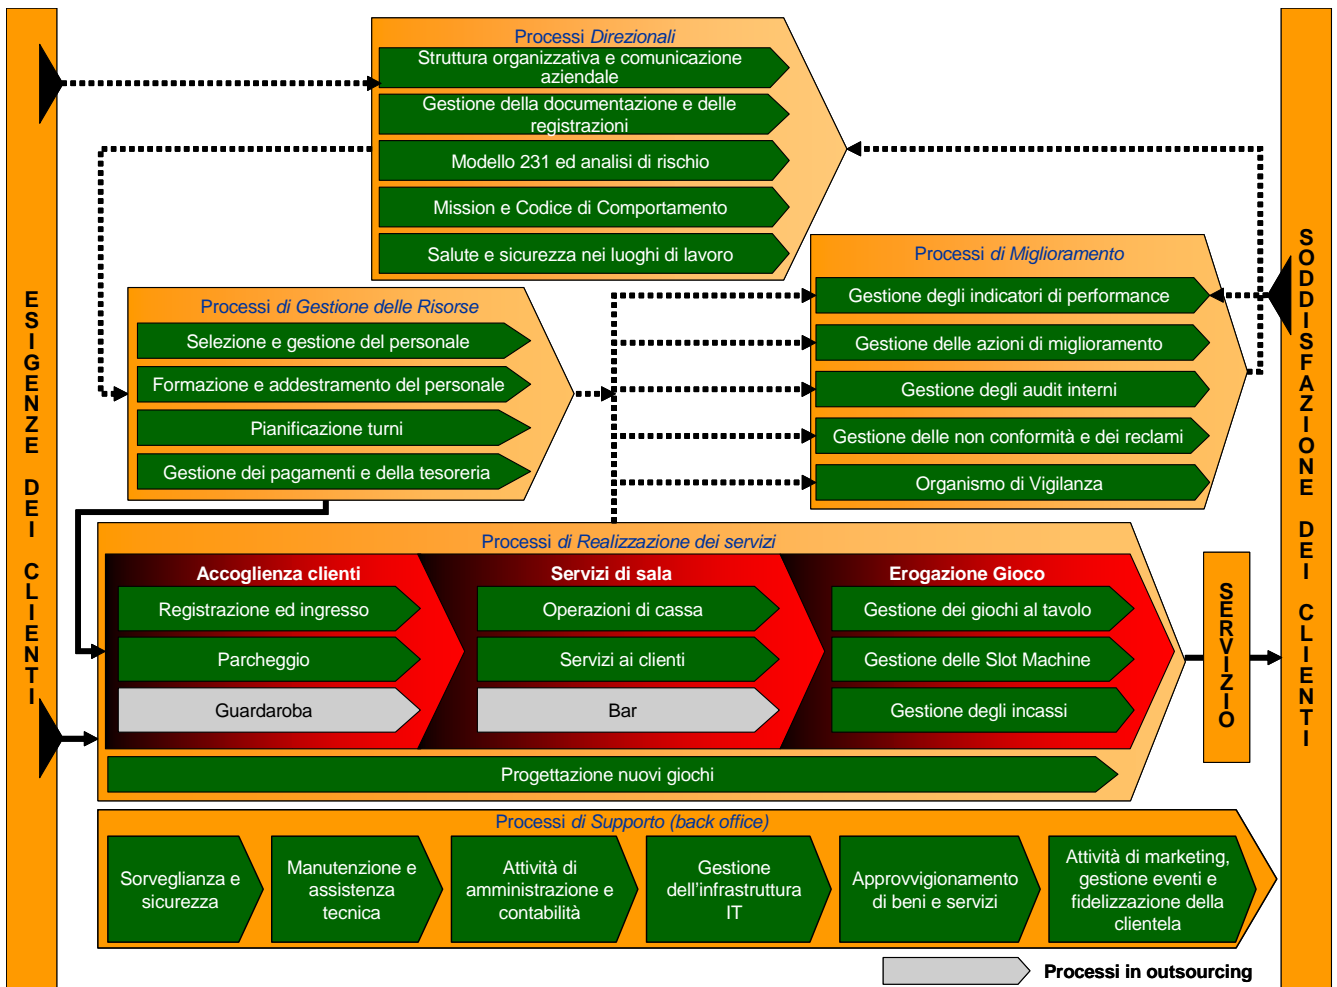 Processi Direzionali
Struttura organizzativa e comunicazione
aziendale
Gestione della documentazione e delle
registrazioni
Modello 231 ed analisi di rischio
Mission e Codice di Comportamento
Salute e sicurezza nei luoghi di lavoro
ESIGENZE DEI CLIENTI
Processi di Gestione delle Risorse
Selezione e gestione del personale
Formazione e addestramento del personale
Pianificazione turni
Gestione dei pagamenti e della tesoreria
Processi di Miglioramento
Gestione degli indicatori di performance
Gestione delle azioni di miglioramento
Gestione degli audit interni
Gestione delle non conformità e dei reclami
Organismo di Vigilanza
SODDISFAZIONE DEI CLIENTI
Processi di Realizzazione dei servizi
Accoglienza clienti
Registrazione ed ingresso
Parcheggio
Guardaroba
Servizi di sala
Operazioni di cassa
Servizi ai clienti
Bar
Erogazione Gioco
Gestione dei giochi al tavolo
Gestione delle Slot Machine
Gestione degli incassi
Progettazione nuovi giochi
SERVIZIO
Processi di Supporto (back office)
Sorveglianza e
sicurezza
Manutenzione e
assistenza
tecnica
Attività di
amministrazione e
contabilità
Gestione
dell'infrastruttura
IT
Approvvigionamento
di beni e servizi
Attività di marketing,
gestione eventi e
fidelizzazione della
clientela
Processi in outsourcing